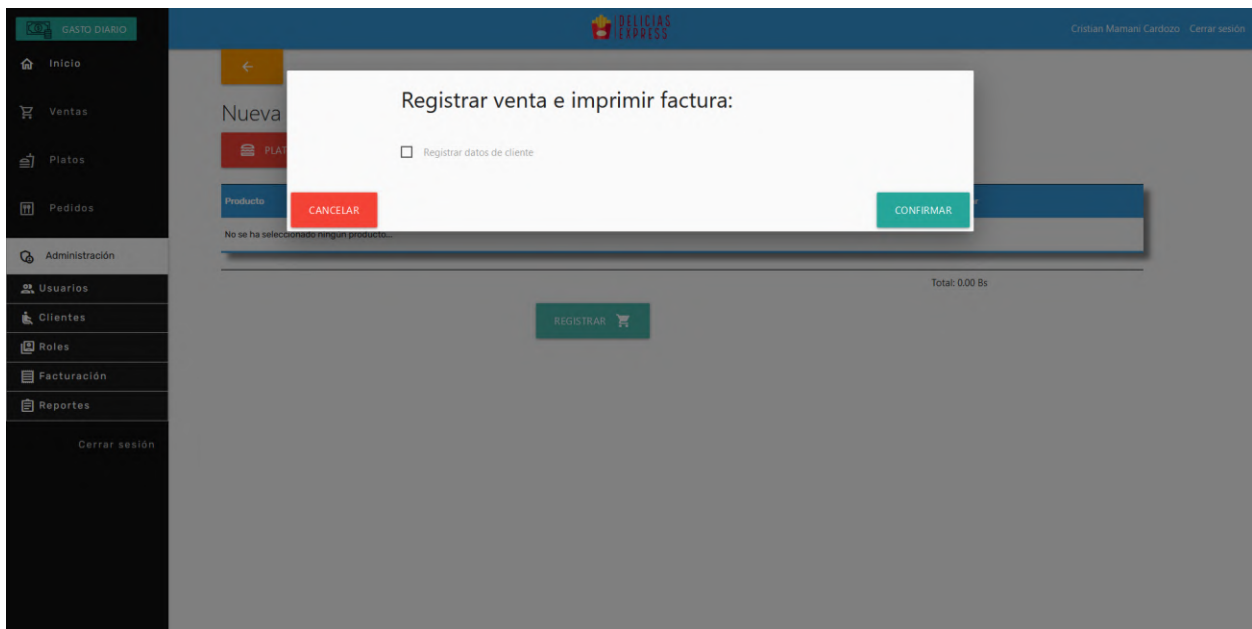 GASTO DIARIO
DELICIAS
EXPRESS
Cristian Mamani Cardozo Cerrar sesión
Inicio
Ventas
Platos
Pedidos
Administración
Usuarios
Clientes
Roles
Facturación
Reportes
Cerrar sesión
Nueva
Registrar venta e imprimir factura:
Registrar datos de cliente
CANCELAR
CONFIRMAR
Producto
No se ha seleccionado ningún producto...
Total: 0.00 Bs
REGISTRAR